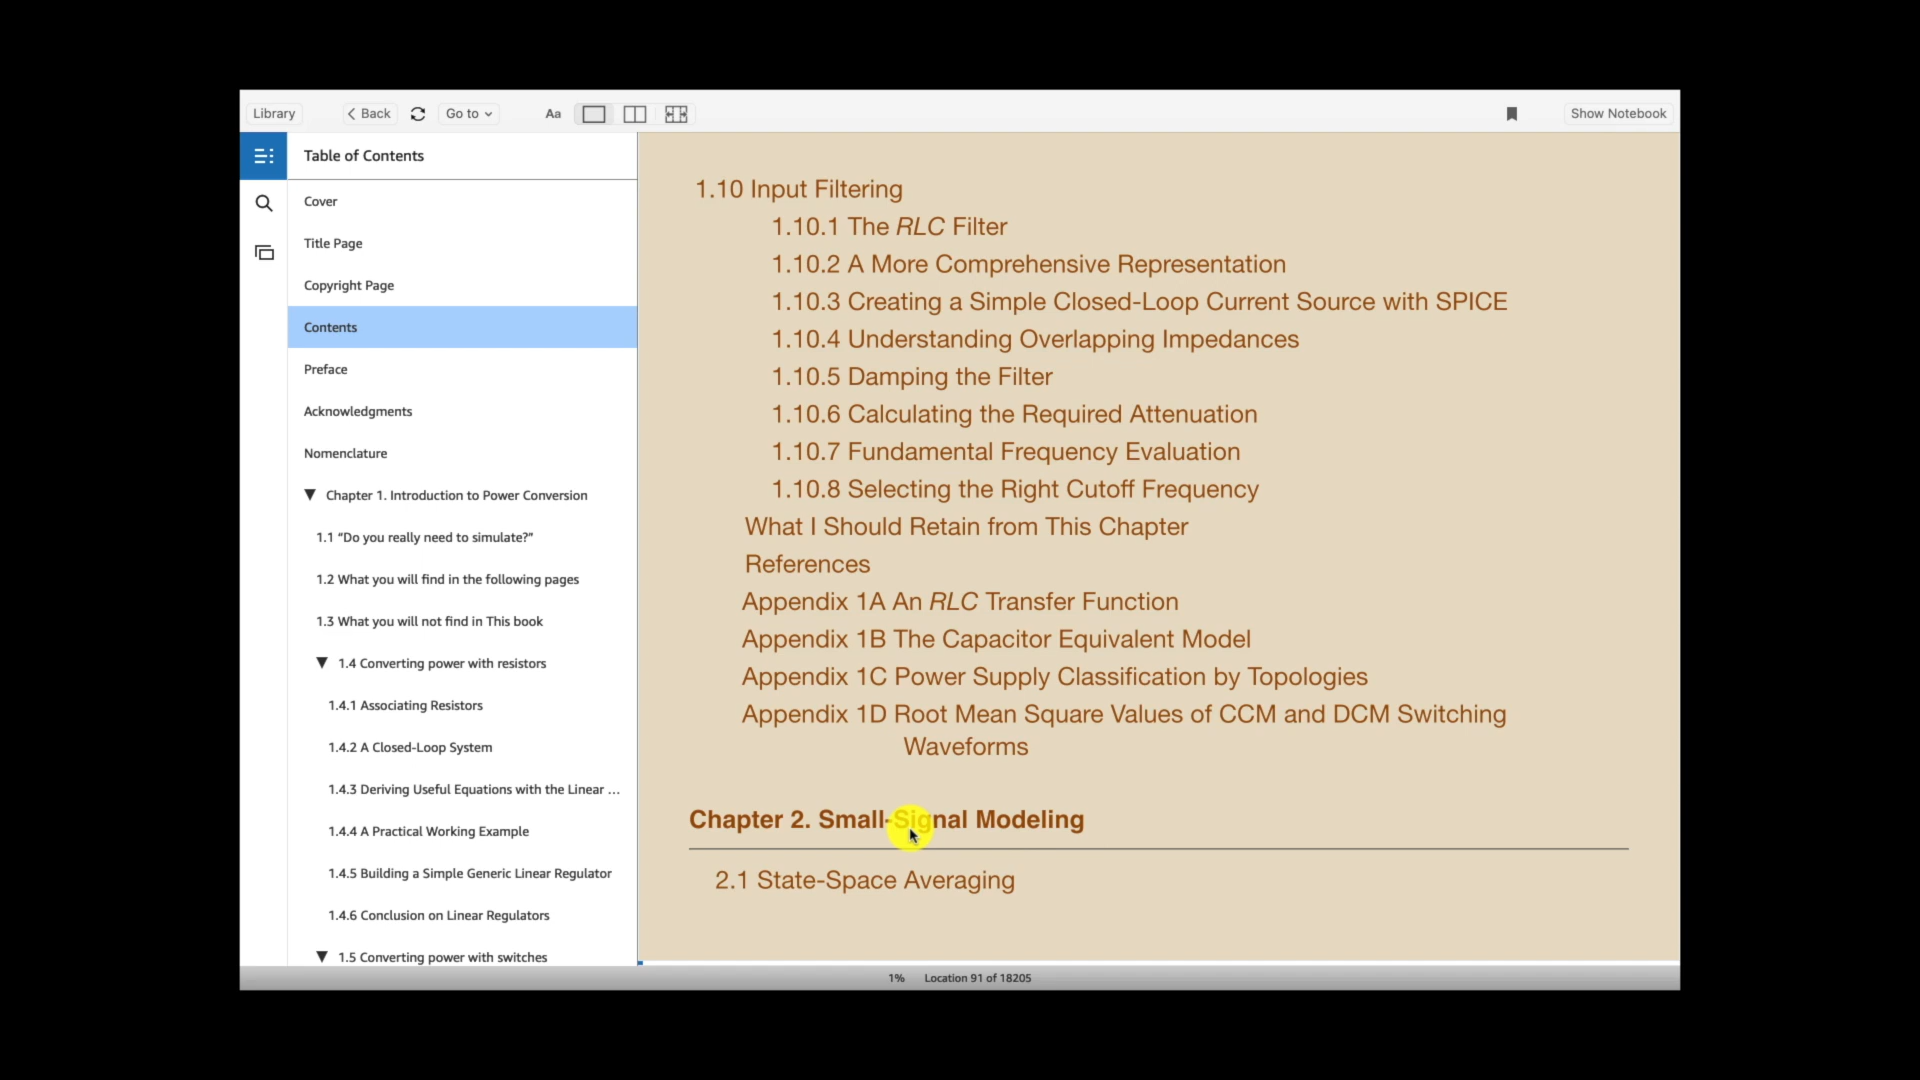 Library
Back
Go to
Aa
Show Notebook
Table of Contents
Cover
Title Page
Copyright Page
Contents
Preface
Acknowledgments
Nomenclature
Chapter 1. Introduction to Power Conversion
1.1 “Do you really need to simulate?”
1.2 What you will find in the following pages
1.3 What you will not find in This book
1.4 Converting power with resistors
1.4.1 Associating Resistors
1.4.2 A Closed-Loop System
1.4.3 Deriving Useful Equations with the Linear ...
1.4.4 A Practical Working Example
1.4.5 Building a Simple Generic Linear Regulator
1.4.6 Conclusion on Linear Regulators
1.5 Converting power with switches
1.10 Input Filtering
1.10.1 The RLC Filter
1.10.2 A More Comprehensive Representation
1.10.3 Creating a Simple Closed-Loop Current Source with SPICE
1.10.4 Understanding Overlapping Impedances
1.10.5 Damping the Filter
1.10.6 Calculating the Required Attenuation
1.10.7 Fundamental Frequency Evaluation
1.10.8 Selecting the Right Cutoff Frequency
What I Should Retain from This Chapter
References
Appendix 1A An RLC Transfer Function
Appendix 1B The Capacitor Equivalent Model
Appendix 1C Power Supply Classification by Topologies
Appendix 1D Root Mean Square Values of CCM and DCM Switching
Waveforms
Chapter 2. Small-Signal Modeling
2.1 State-Space Averaging
1% Location 91 of 18205